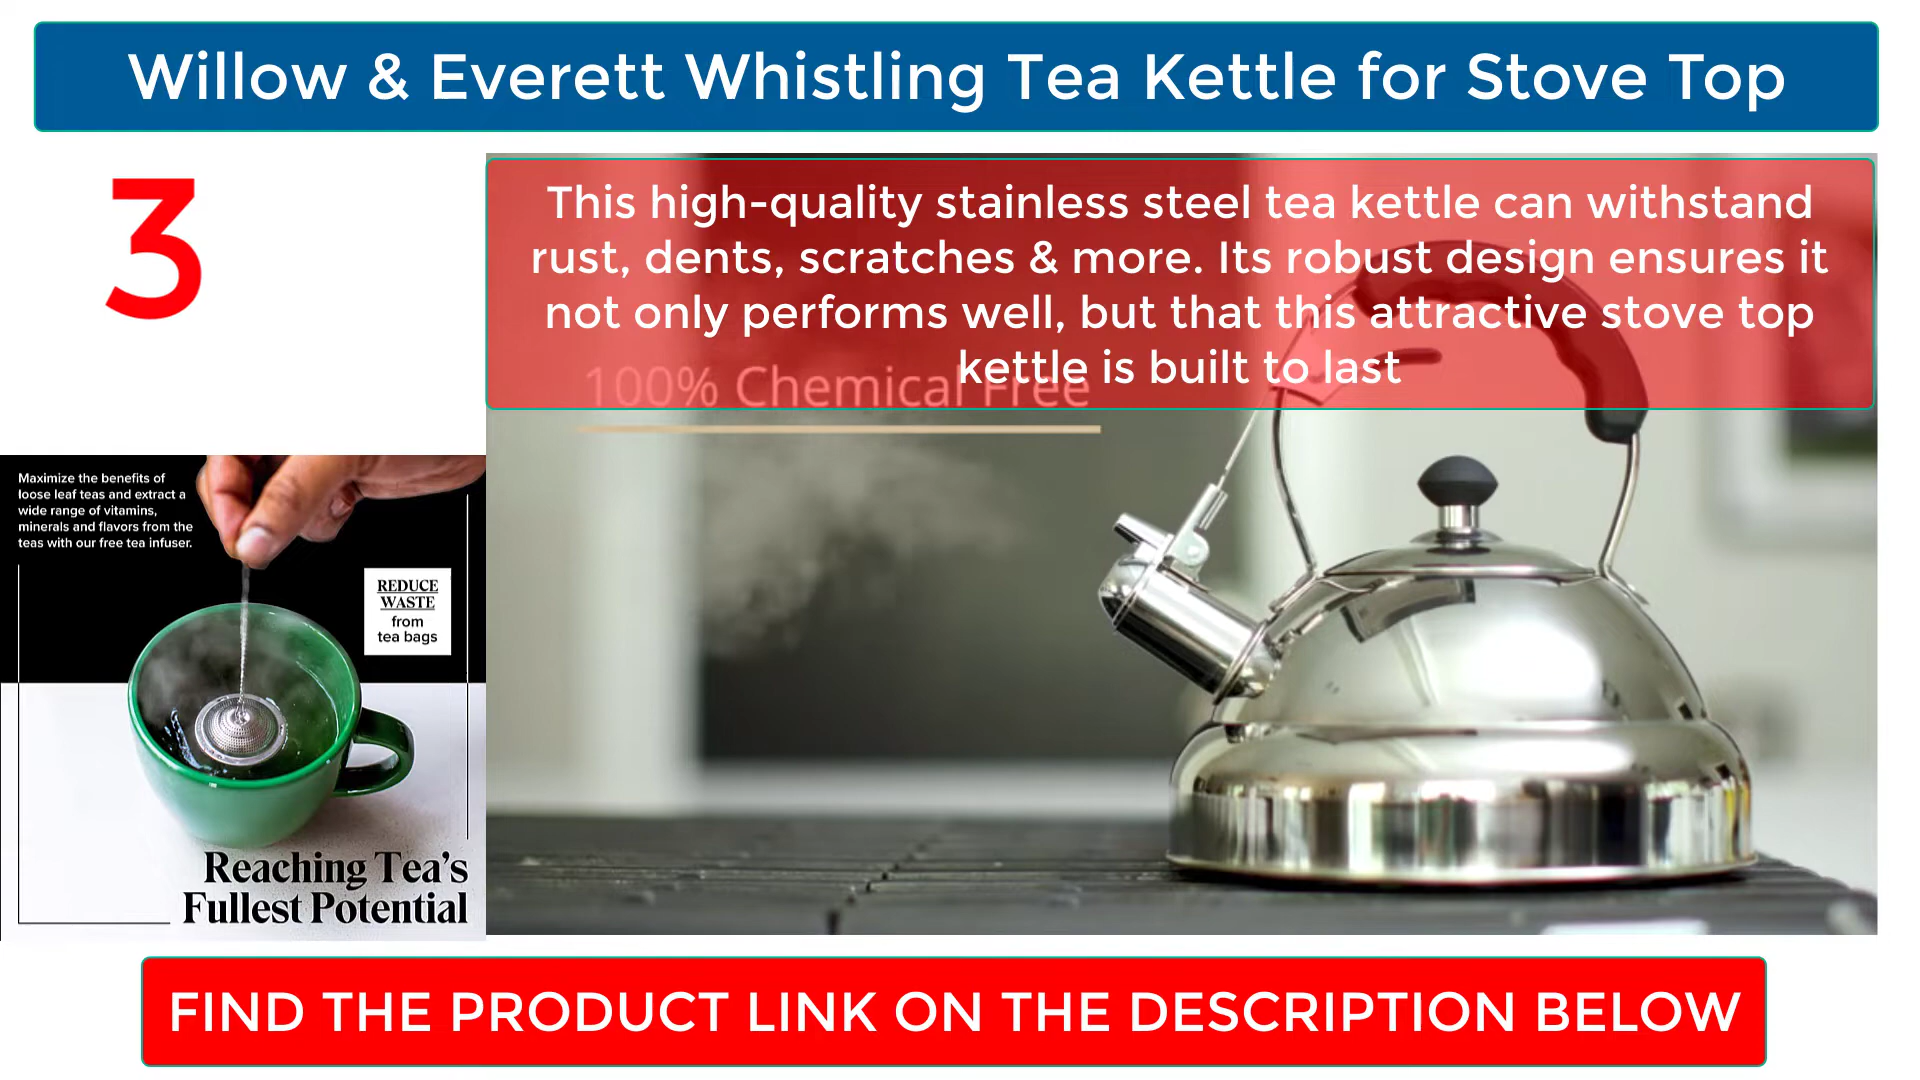 Willow & Everett Whistling Tea Kettle for Stove Top
3
This high-quality stainless steel tea kettle can withstand
rust, dents, scratches & more. Its robust design ensures it
not only performs well, but that this attractive stove top
kettle is built to last
100% Chemical Free
Maximize the benefits of
loose leaf teas and extract a
wide range of vitamins,
minerals and flavors from the
teas with our free tea infuser.
REDUCE
WASTE
from
tea bags
Reaching Tea's
Fullest Potential
FIND THE PRODUCT LINK ON THE DESCRIPTION BELOW